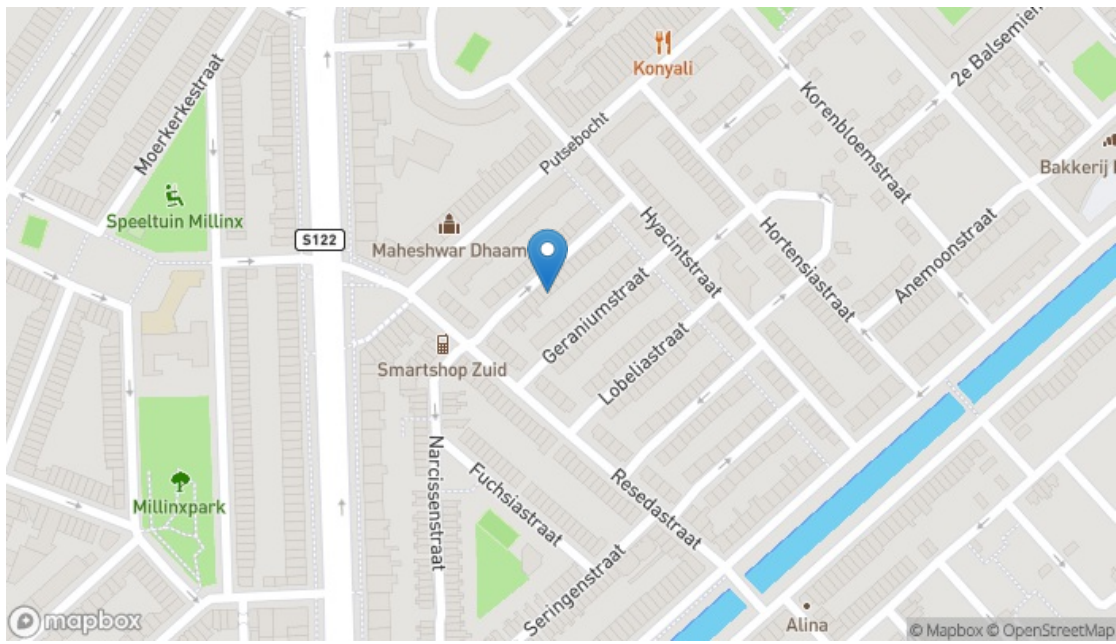 Konyali
2e Balsemien
Moerkerkestraat
Korenbloemstraat
Putsebocht
Bakkerij
Speeltuin Millinx
S122
Maheshwar Dhaam
Hyacintstraat
Hortensiastraat
Anemoonstraat
Geraniumstraat
Lobeliastraat
Smartshop Zuid
Narcissenstraat
Fuchsiastraat
Resedastraat
Millinxpark
Seringenstraat
Alina
mapbox
© Mapbox © OpenStreetMap